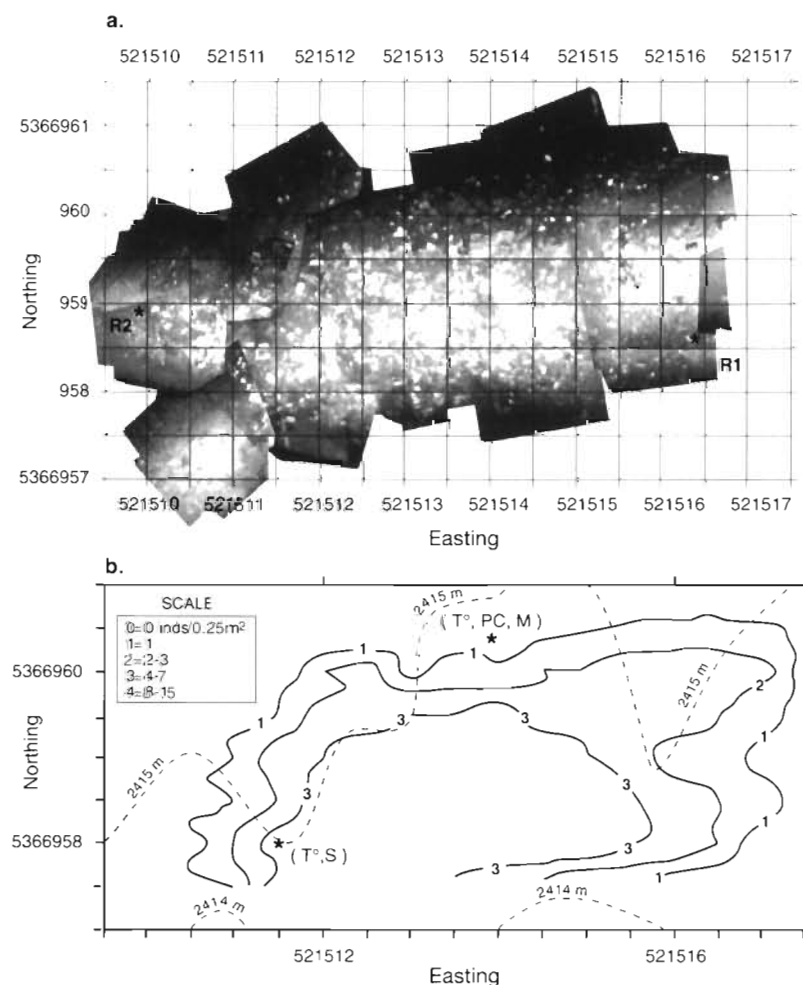 a.
521510 521511 521512 521513 521514 521515 521516 521517
5366961
960
959
958
5366957
Northing
R2
R1
521510 521511 521512 521513 521514 521515 521516 521517
Easting
b.
SCALE
0=0 inds/0.25m²
1=1
2=2-3
3=4-7
4=8-15
2415 m
(T°, PC, M)
1
1
1
2415 m
2
5366960
3
3
1
2415 m
Northing
3
5366958
(T°,S)
3
3
1
2414 m
2414 m
521512 521516
Easting